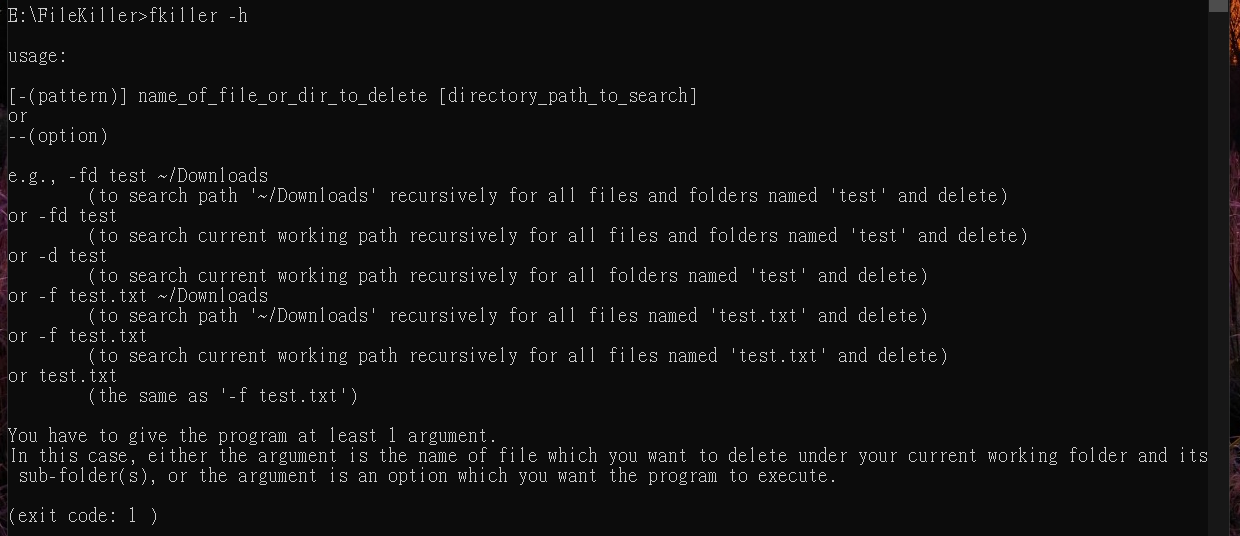 E:\FileKiller>fkiller -h
usage:
[-(pattern)] name_of_file_or_dir_to_delete [directory_path_to_search]
or
--(option)
e.g., -fd test ~/Downloads
(to search path '~/Downloads' recursively for all files and folders named 'test' and delete)
or -fd test
(to search current working path recursively for all files and folders named 'test' and delete)
or -d test
(to search current working path recursively for all folders named 'test' and delete)
or -f test.txt ~/Downloads
(to search path '~/Downloads' recursively for all files named 'test.txt' and delete)
or -f test.txt
(to search current working path recursively for all files named 'test.txt' and delete)
or test.txt
(the same as '-f test.txt')
You have to give the program at least 1 argument.
In this case, either the argument is the name of file which you want to delete under your current working folder and its
sub-folder(s), or the argument is an option which you want the program to execute.
(exit code: 1 )